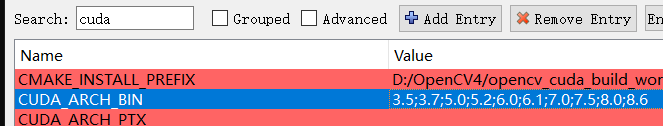 Search: cuda Grouped Advanced Add Entry Remove Entry En
Name Value
CMAKE_INSTALL_PREFIX D:/OpenCV4/opencv_cuda_build_wor
CUDA_ARCH_BIN 3.5;3.7;5.0;5.2;6.0;6.1;7.0;7.5;8.0;8.6
CUDA_ARCH_PTX